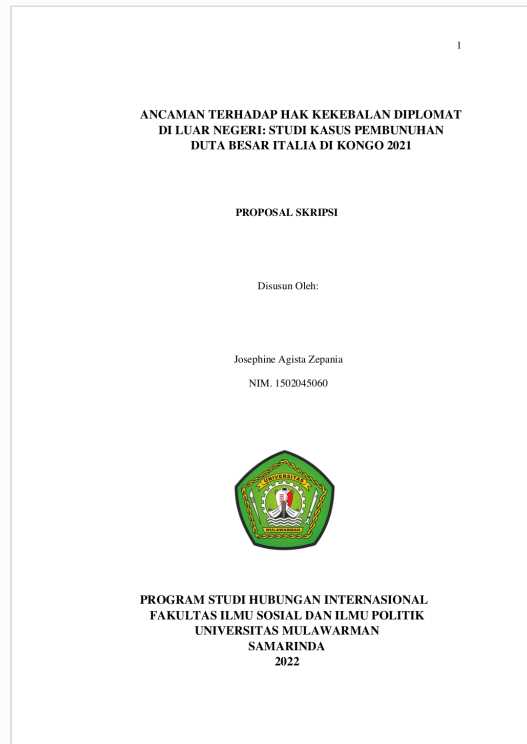 1
ANCAMAN TERHADAP HAK KEKEBALAN DIPLOMAT
DI LUAR NEGERI: STUDI KASUS PEMBUNUHAN
DUTA BESAR ITALIA DI KONGO 2021
PROPOSAL SKRIPSI
Disusun Oleh:
Josephine Agista Zepania
NIM. 1502045060
UNIVERSITAS
MULAWARMAN
PROGRAM STUDI HUBUNGAN INTERNASIONAL
FAKULTAS ILMU SOSIAL DAN ILMU POLITIK
UNIVERSITAS MULAWARMAN
SAMARINDA
2022